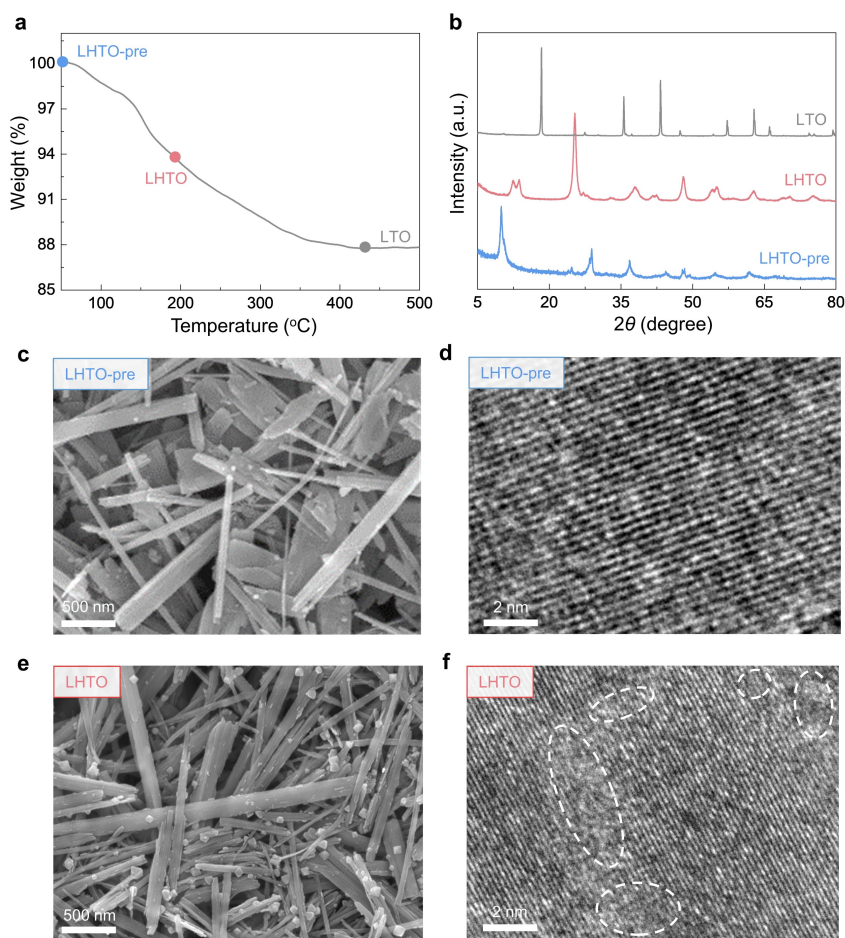 a
LHTO-pre
LHTO
LTO
Weight (%)
100
97
94
91
88
85
100
200
300
400
500
Temperature (°C)
b
LTO
LHTO
LHTO-pre
Intensity (a.u.)
5
18
35
43
65
80
2θ (degree)
c
LHTO-pre
500 nm
d
LHTO-pre
2 nm
e
LHTO
500 nm
f
LHTO
2 nm